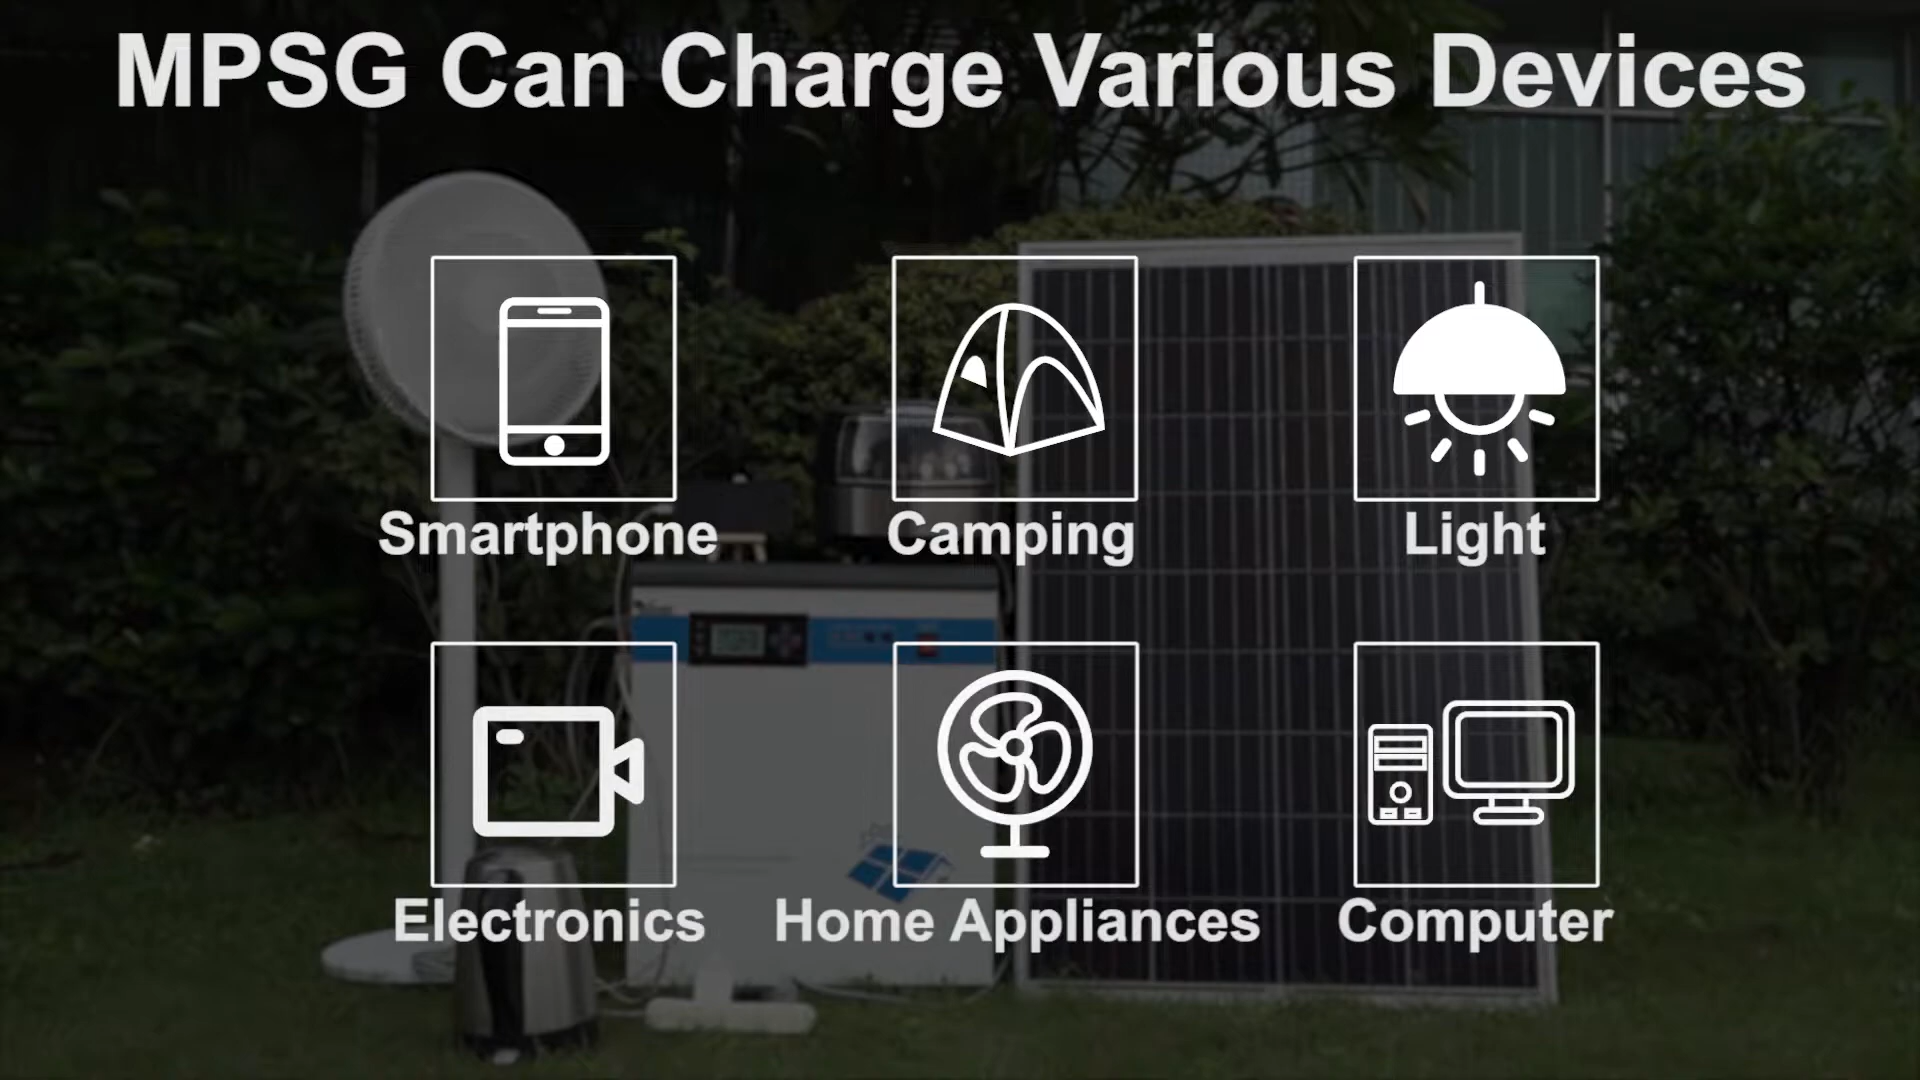 MPSG Can Charge Various Devices
Smartphone
Camping
Light
Electronics
Home Appliances
Computer